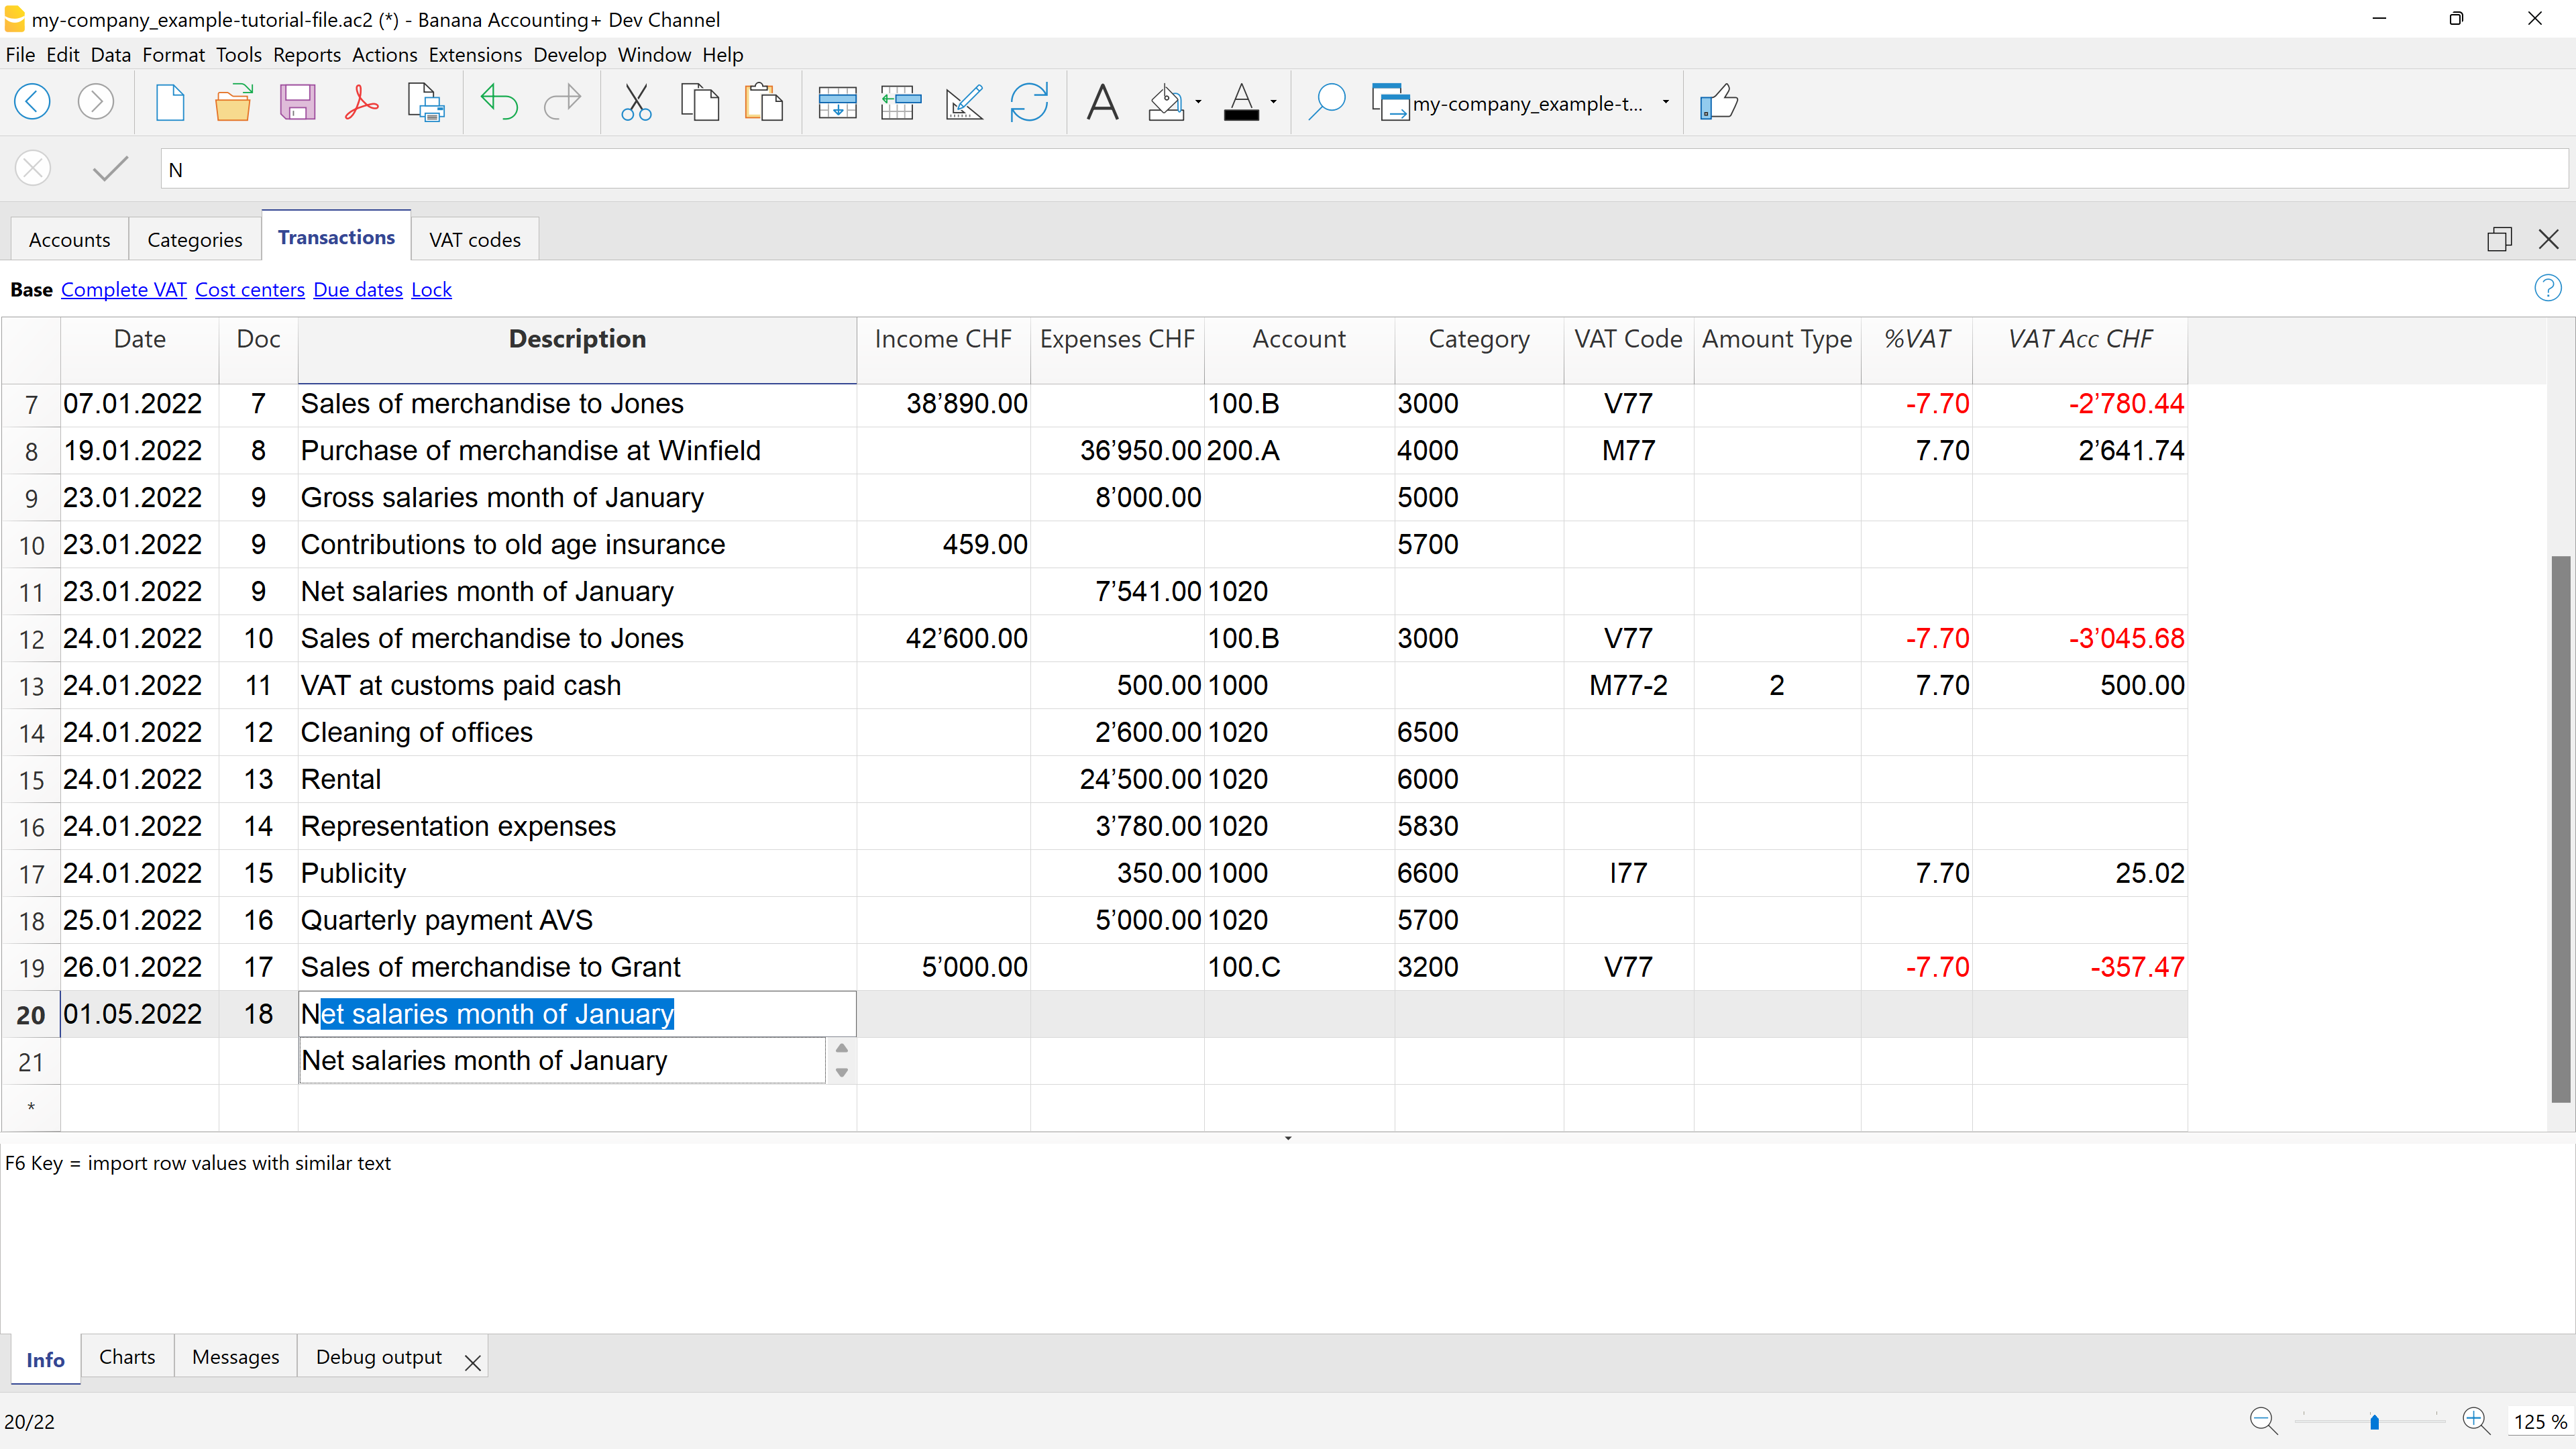 my-company_example-tutorial-file.ac2 (*) - Banana Accounting+ Dev Channel
File Edit Data Format Tools Reports Actions Extensions Develop Window Help
my-company_example-t...
N
Accounts Categories Transactions VAT codes
Base Complete VAT Cost centers Due dates Lock ?
Date Doc Description Income CHF Expenses CHF Account Category VAT Code Amount Type %VAT VAT Acc CHF
7 07.01.2022 7 Sales of merchandise to Jones 38’890.00 100.B 3000 V77 -7.70 -2’780.44
8 19.01.2022 8 Purchase of merchandise at Winfield 36’950.00 200.A 4000 M77 7.70 2’641.74
9 23.01.2022 9 Gross salaries month of January 8’000.00 5000
10 23.01.2022 9 Contributions to old age insurance 459.00 5700
11 23.01.2022 9 Net salaries month of January 7’541.00 1020
12 24.01.2022 10 Sales of merchandise to Jones 42’600.00 100.B 3000 V77 -7.70 -3’045.68
13 24.01.2022 11 VAT at customs paid cash 500.00 1000 M77-2 2 7.70 500.00
14 24.01.2022 12 Cleaning of offices 2’600.00 1020 6500
15 24.01.2022 13 Rental 24’500.00 1020 6000
16 24.01.2022 14 Representation expenses 3’780.00 1020 5830
17 24.01.2022 15 Publicity 350.00 1000 6600 I77 7.70 25.02
18 25.01.2022 16 Quarterly payment AVS 5’000.00 1020 5700
19 26.01.2022 17 Sales of merchandise to Grant 5’000.00 100.C 3200 V77 -7.70 -357.47
20 01.05.2022 18 Net salaries month of January
21 Net salaries month of January
*
F6 Key = import row values with similar text
Info Charts Messages Debug output
20/22 125 %